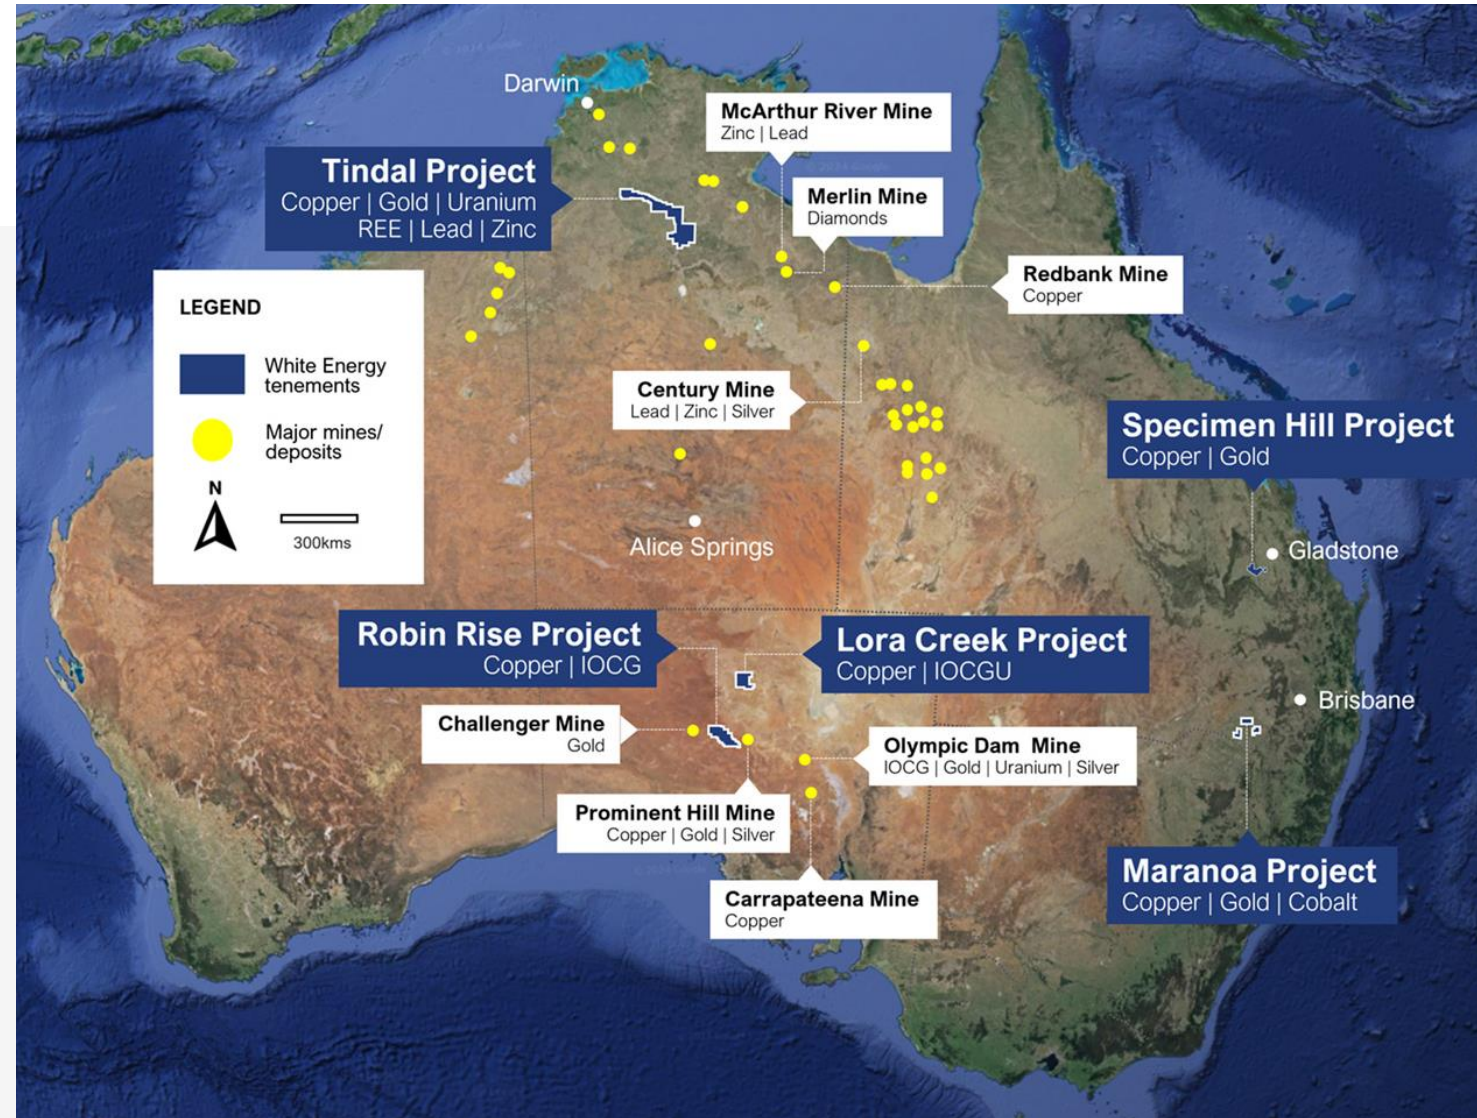 Darwin
McArthur River Mine
Zinc | Lead
Tindal Project
Copper | Gold | Uranium
REE | Lead | Zinc
Merlin Mine
Diamonds
Redbank Mine
Copper
LEGEND
White Energy
tenements
Major mines/
deposits
N
300kms
Century Mine
Lead | Zinc | Silver
Specimen Hill Project
Copper | Gold
Alice Springs
Gladstone
Robin Rise Project
Copper | IOCG
Lora Creek Project
Copper | IOCGU
Brisbane
Challenger Mine
Gold
Olympic Dam Mine
IOCG | Gold | Uranium | Silver
Prominent Hill Mine
Copper | Gold | Silver
Maranoa Project
Copper | Gold | Cobalt
Carrapateena Mine
Copper